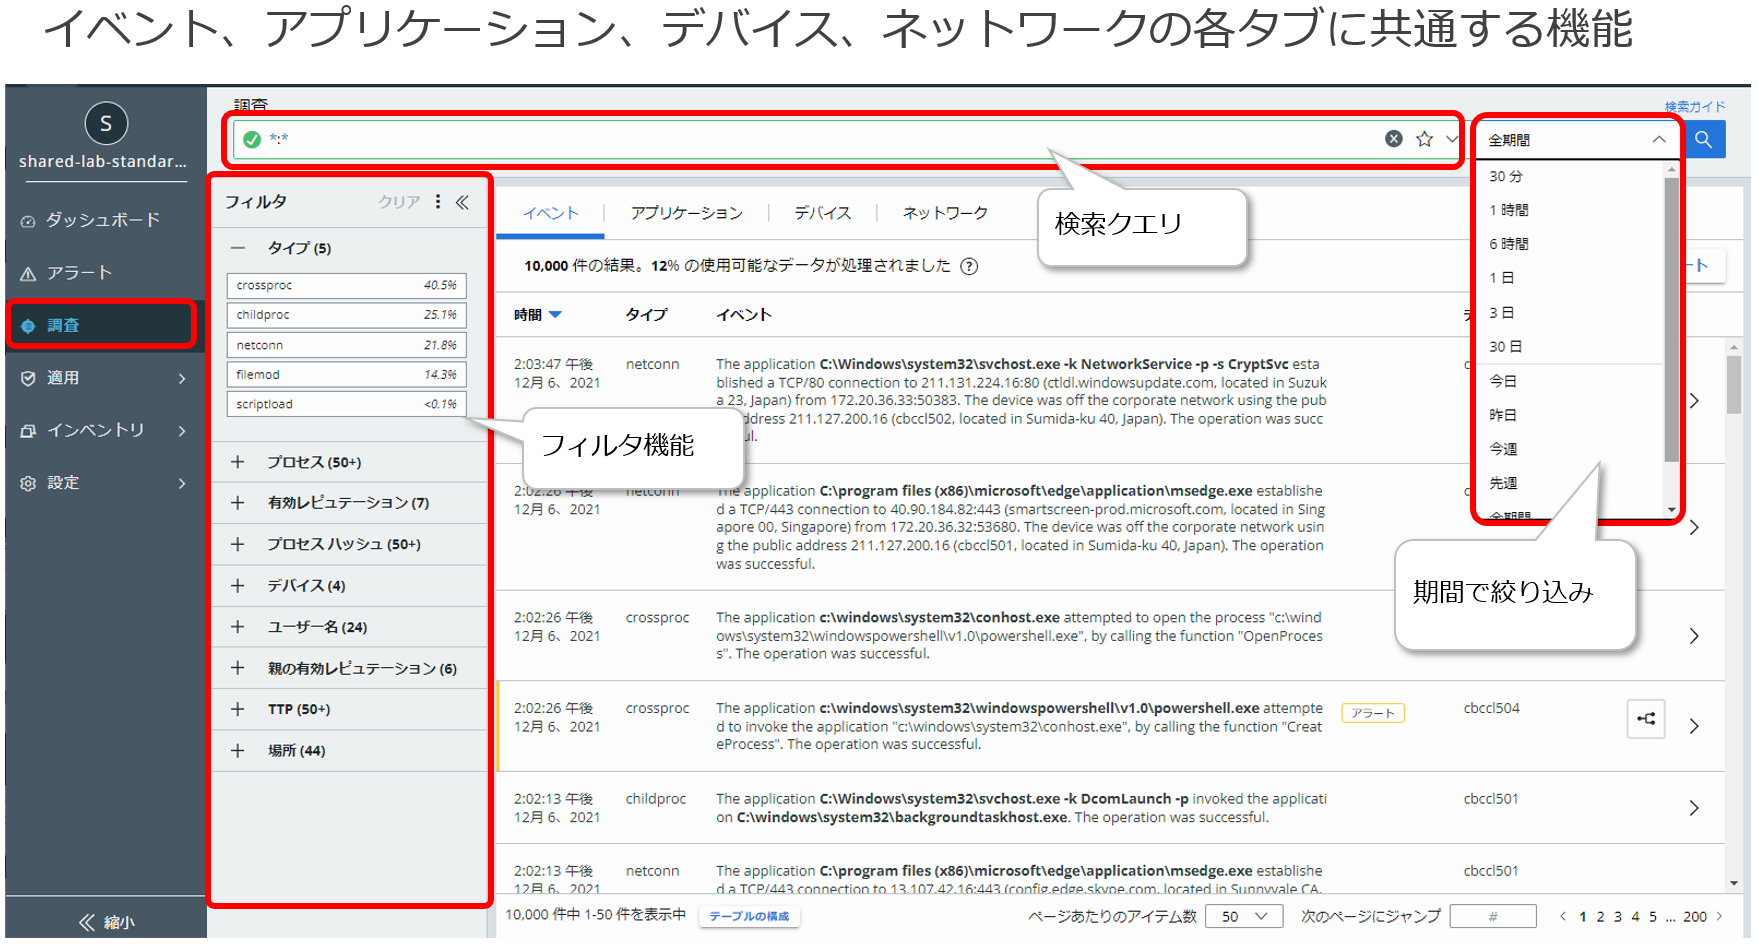 イベント、アプリケーション、デバイス、ネットワークの各タブに共通する機能
S
shared-lab-standar...
ダッシュボード
アラート
調査
適用
インベントリ
設定
縮小
調査
検索ガイド
*:*
全期間
30 分
1 時間
6 時間
1 日
3 日
30 日
今日
昨日
今週
先週
全期間
検索クエリ
フィルタ機能
期間で絞り込み
フィルタ
クリア
タイプ (5)
crossproc 40.5%
childproc 25.1%
netconn 21.8%
filemod 14.3%
scriptload <0.1%
プロセス (50+)
有効レピュテーション (7)
プロセス ハッシュ (50+)
デバイス (4)
ユーザー名 (24)
親の有効レピュテーション (6)
TTP (50+)
場所 (44)
イベント アプリケーション デバイス ネットワーク
10,000 件の結果。12% の使用可能なデータが処理されました ?
ート
時間 タイプ イベント
2:03:47 午後 netconn The application C:\Windows\system32\svchost.exe -k NetworkService -p -s CryptSvc esta
12月 6、2021 blished a TCP/80 connection to 211.131.224.16:80 (ctldl.windowsupdate.com, located in Suzuk
a 23, Japan) from 172.20.36.33:50383. The device was off the corporate network using the pub
ddress 211.127.200.16 (cbccl502, located in Sumida-ku 40, Japan). The operation was succ
ul.
2:02:26 午後 netconn The application C:\program files (x86)\microsoft\edge\application\msedge.exe establishe
12月 6、2021 d a TCP/443 connection to 40.90.184.82:443 (smartscreen-prod.microsoft.com, located in Sing
apore 00, Singapore) from 172.20.36.32:53680. The device was off the corporate network usin
g the public address 211.127.200.16 (cbccl501, located in Sumida-ku 40, Japan). The operation
was successful.
2:02:26 午後 crossproc The application c:\windows\system32\conhost.exe attempted to open the process "c:\wind
12月 6、2021 ows\system32\windowspowershell\v1.0\powershell.exe", by calling the function "OpenProces
s". The operation was successful.
2:02:26 午後 crossproc The application c:\windows\system32\windowspowershell\v1.0\powershell.exe attempte アラート cbccl504
12月 6、2021 d to invoke the application "c:\windows\system32\conhost.exe", by calling the function "Creat
eProcess". The operation was successful.
2:02:13 午後 childproc The application C:\Windows\system32\svchost.exe -k DcomLaunch -p invoked the applicati cbccl501
12月 6、2021 on C:\windows\system32\backgroundtaskhost.exe. The operation was successful.
2:02:13 午後 netconn The application C:\program files (x86)\microsoft\edge\application\msedge.exe establishe cbccl501
12月 6、2021 d a TCP/443 connection to 13.107.42.16:443 (config.edge.skype.com, located in Sunnyvale CA,
10,000 件中 1-50 件を表示中 テーブルの構成 ページあたりのアイテム数 50 次のページにジャンプ # < 1 2 3 4 5 ... 200 >